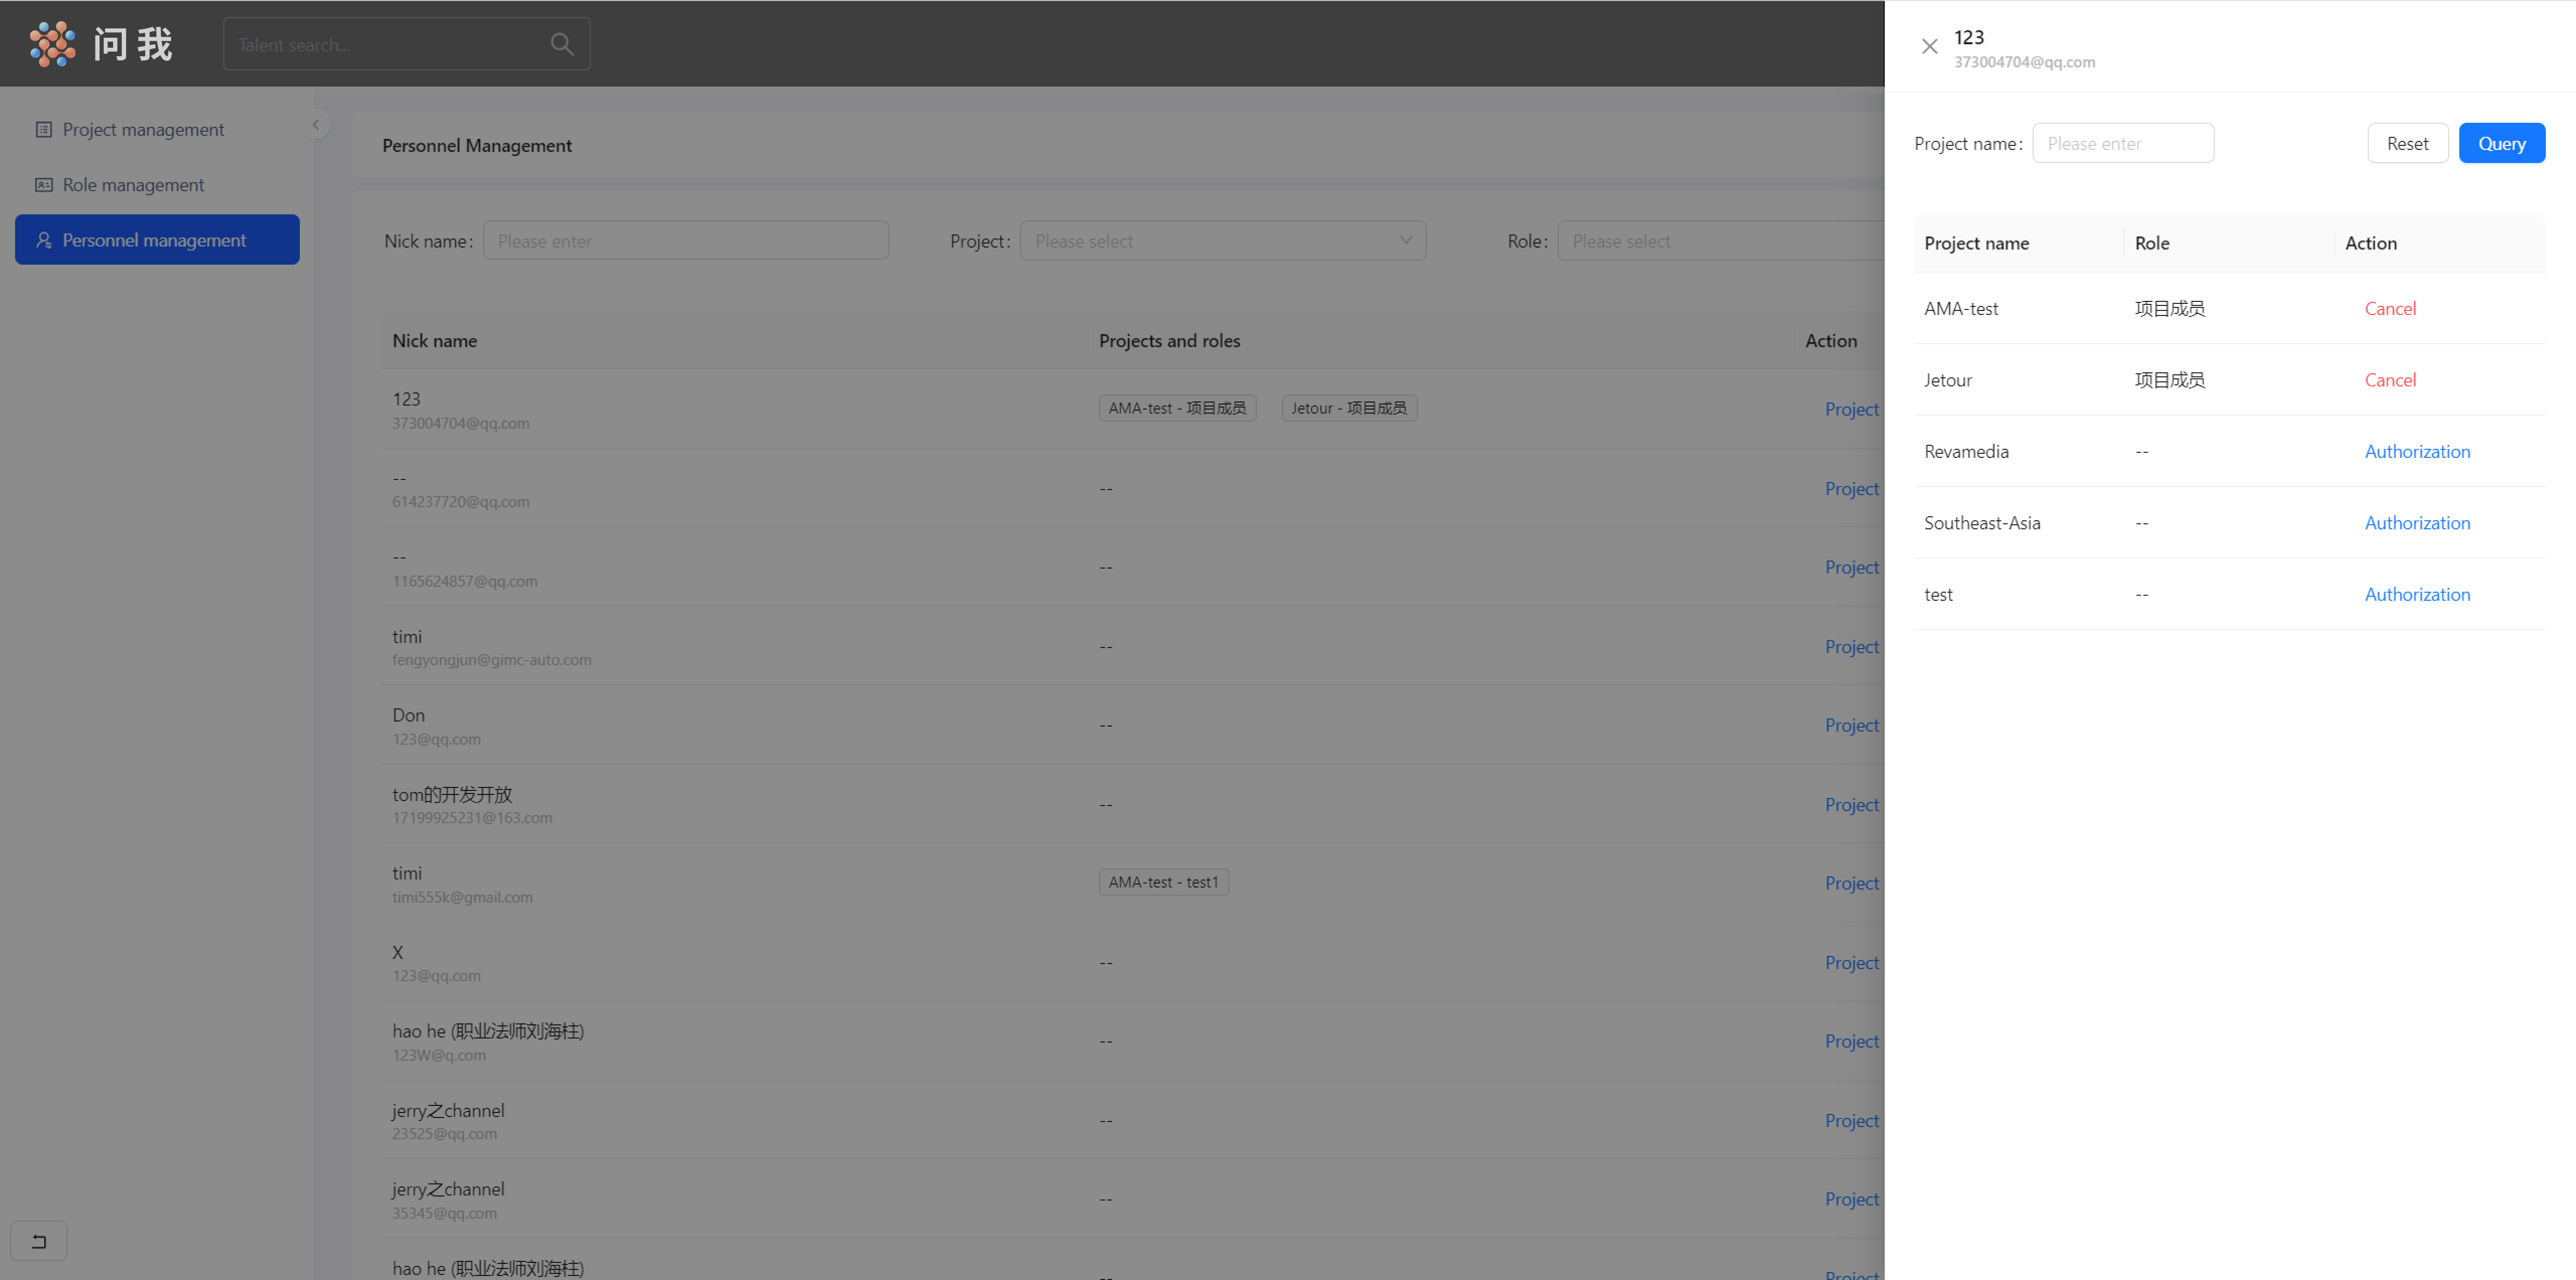 问我
Talent search...
Project management
Role management
Personnel management
Personnel Management
Nick name: Please enter Project: Please select Role: Please select
Nick name Projects and roles Action
123
373004704@qq.com
AMA-test - 项目成员 Jetour - 项目成员 Project
--
614237720@qq.com
-- Project
--
1165624857@qq.com
-- Project
timi
fengyongjun@gimc-auto.com
-- Project
Don
123@qq.com
-- Project
tom的开发开放
17199925231@163.com
-- Project
timi
timi555k@gmail.com
AMA-test - test1 Project
X
123@qq.com
-- Project
hao he (职业法师刘海柱)
123W@q.com
-- Project
jerry之channel
23525@qq.com
-- Project
jerry之channel
35345@qq.com
-- Project
hao he (职业法师刘海柱)
-- Project
123
373004704@qq.com
Project name: Please enter Reset Query
Project name Role Action
AMA-test 项目成员 Cancel
Jetour 项目成员 Cancel
Revamedia -- Authorization
Southeast-Asia -- Authorization
test -- Authorization